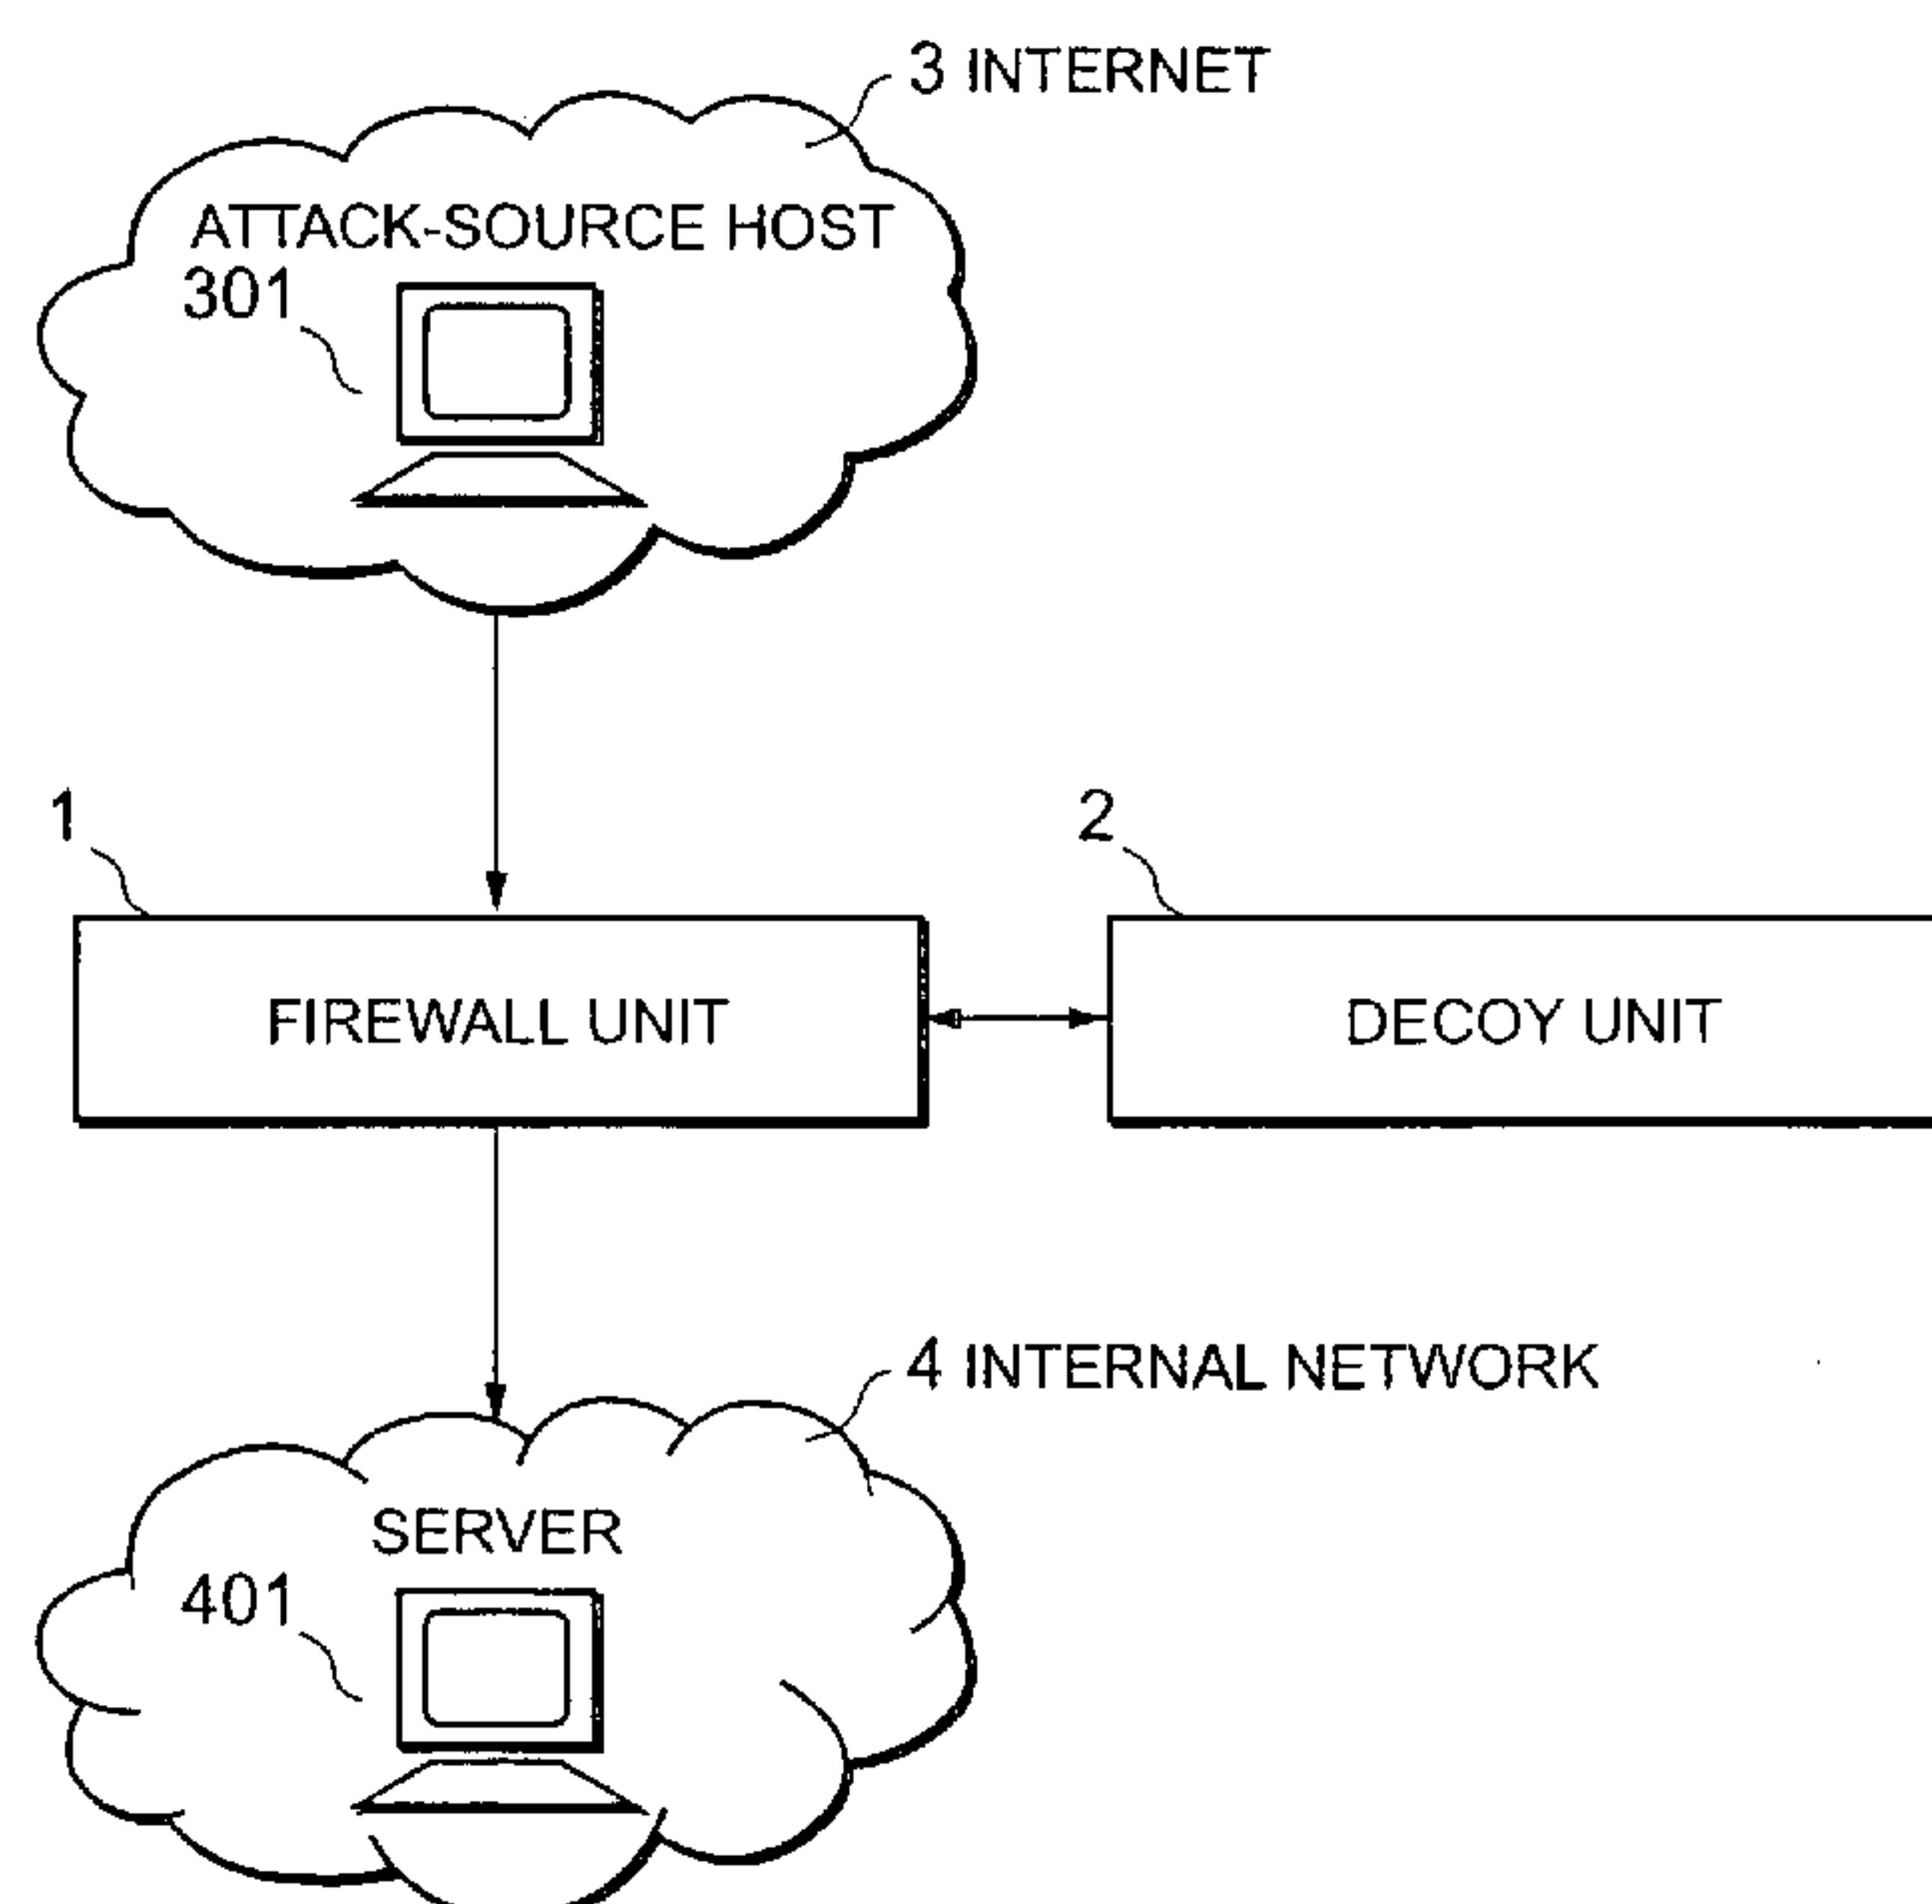 3 INTERNET
ATTACK-SOURCE HOST
301
1
2
FIREWALL UNIT
DECOY UNIT
4 INTERNAL NETWORK
SERVER
401